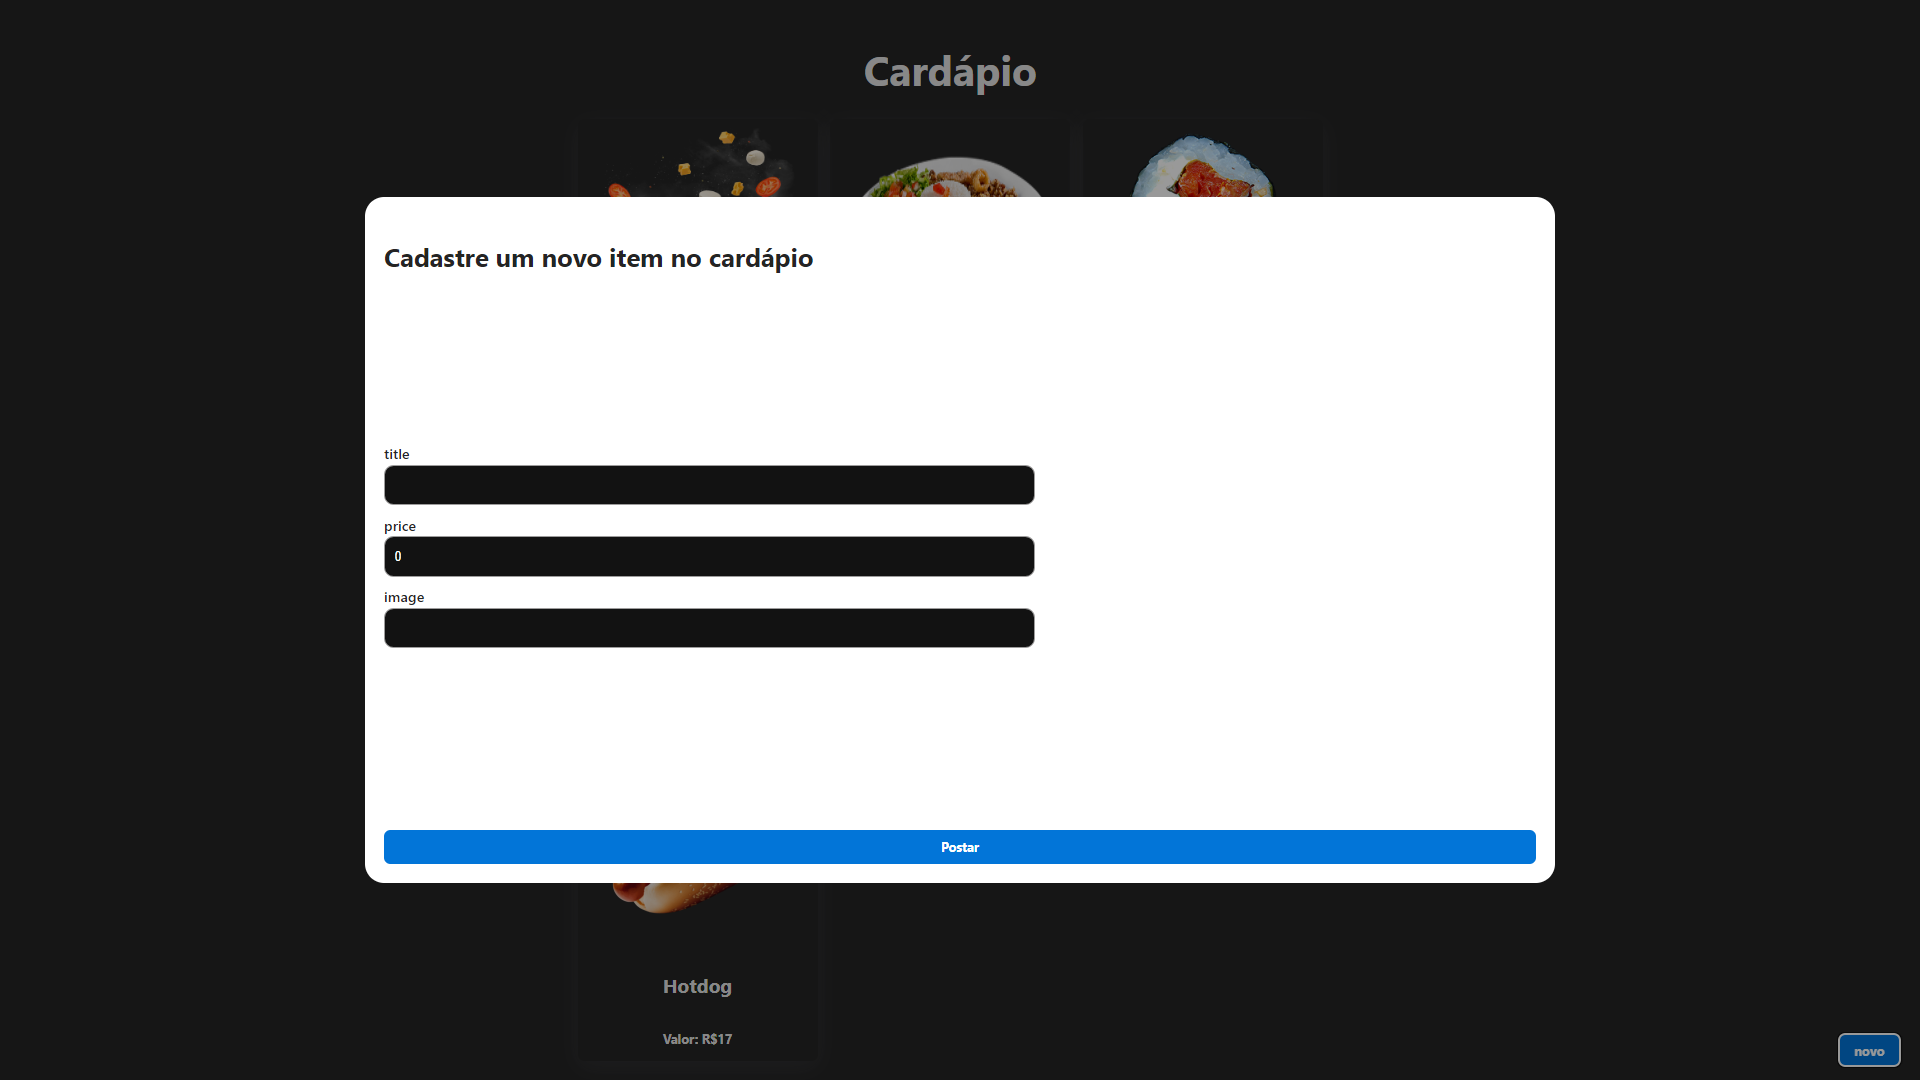 Cardápio
Cadastre um novo item no cardápio
title
price
0
image
Postar
Hotdog
Valor: R$17
novo